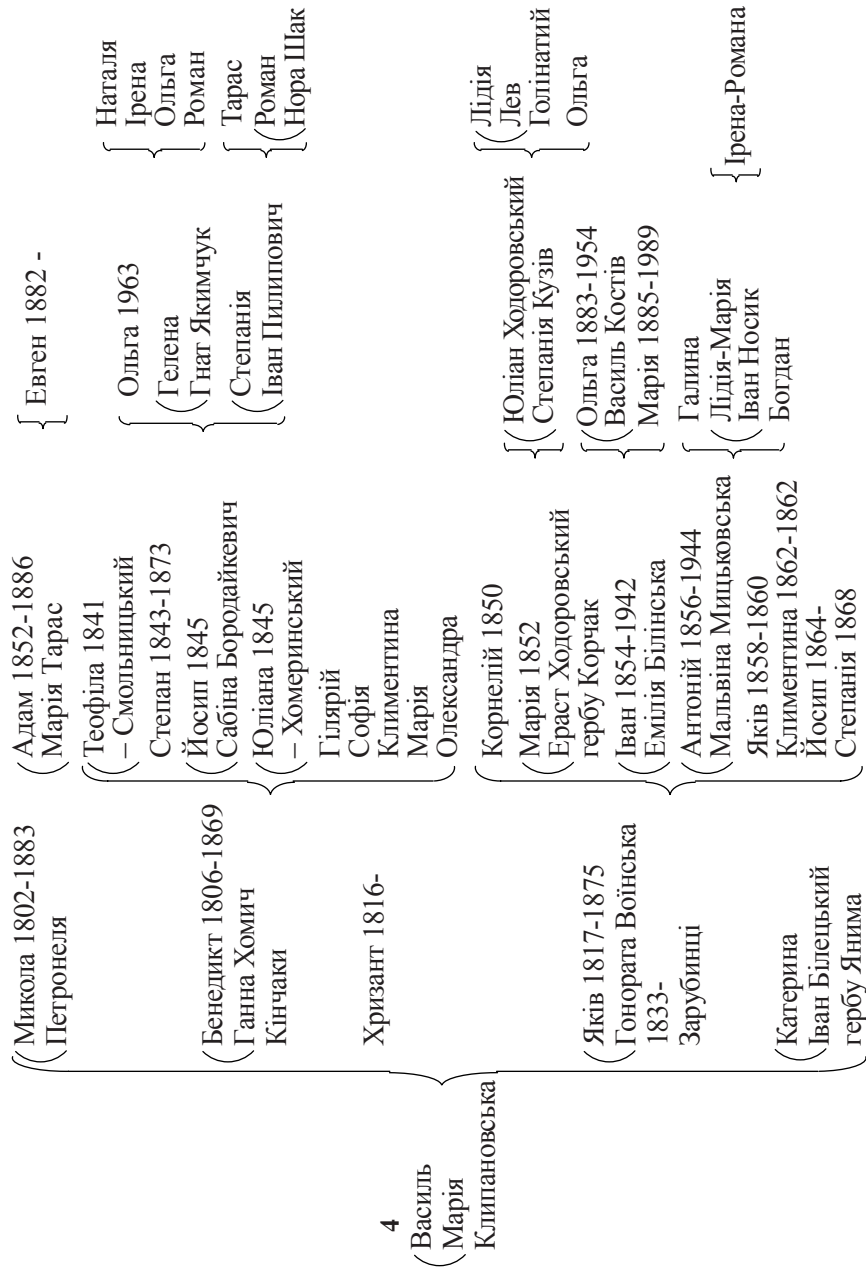 4
Василь
Марія
Клипановська
Микола 1802-1883
Петронеля
Бенедикт 1806-1869
Ганна Хомич
Кінчаки
Хризант 1816-
Яків 1817-1875
Гонората Воїнська
1833-
Зарубинці
Катерина
Іван Білецький
гербу Янима
Адам 1852-1886
Марія Тарас
Теофіла 1841
– Смольницький
Степан 1843-1873
Йосип 1845
Сабіна Бородайкевич
Юліана 1845
– Хомеринський
Гілярій
Софія
Климентина
Марія
Олександра
Корнелій 1850
Марія 1852
Ераст Ходоровський
гербу Корчак
Іван 1854-1942
Емілія Білінська
Антоній 1856-1944
Мальвіна Мицьковська
Яків 1858-1860
Климентина 1862-1862
Йосип 1864-
Степанія 1868
Евген 1882 -
Ольга 1963
Гелена
Гнат Якимчук
Степанія
Іван Пилипович
Юліан Ходоровський
Степанія Кузів
Ольга 1883-1954
Василь Костів
Марія 1885-1989
Галина
Лідія-Марія
Іван Носик
Богдан
Наталя
Ірена
Ольга
Роман
Тарас
Роман
Нора Шак
Лідія
Лев
Голінатий
Ольга
Ірена-Романа